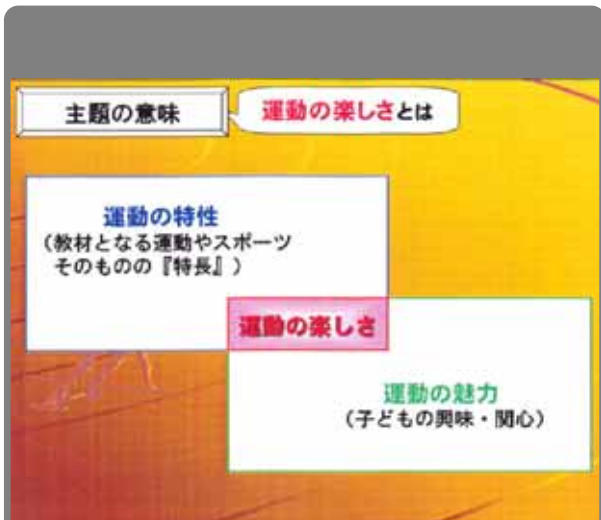 主題の意味
運動の楽しさとは
運動の特性
（教材となる運動やスポーツ
そのものの『特長』）
運動の楽しさ
運動の魅力
（子どもの興味・関心）